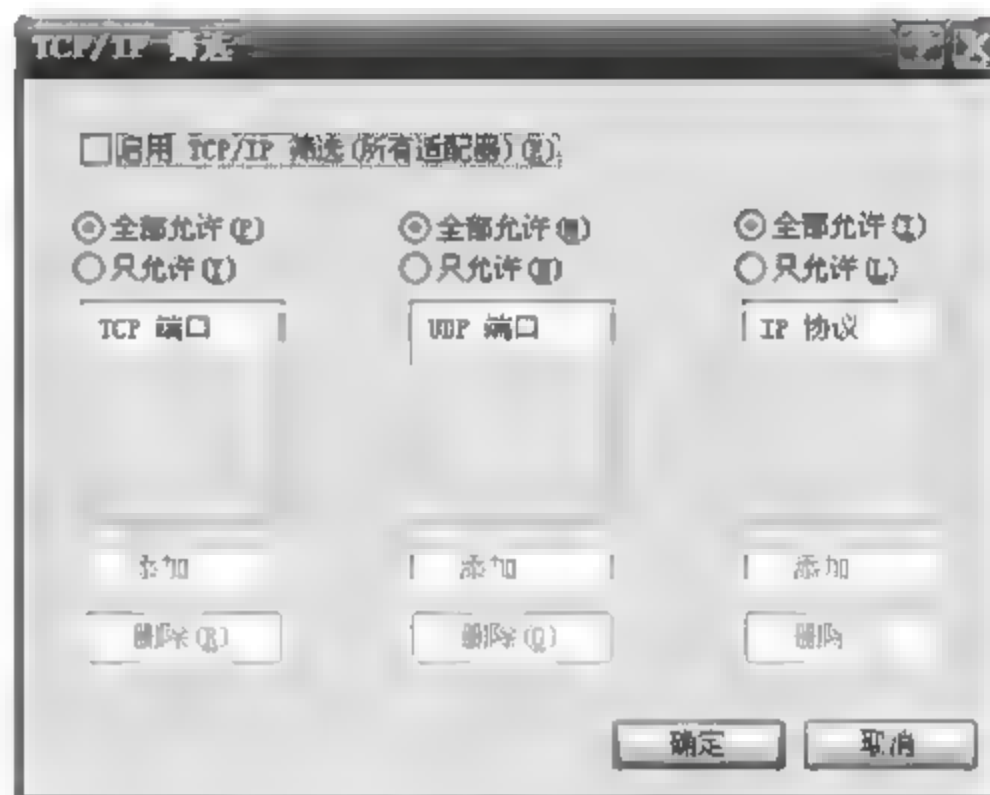 TCP/IP 筛选
启用 TCP/IP 筛选(所有适配器)(E)
全部允许(P)
只允许(Y)
TCP 端口
添加
删除(R)
全部允许
只允许
UDP 端口
添加
删除(Q)
全部允许(I)
只允许(L)
IP 协议
添加
删除
确定
取消